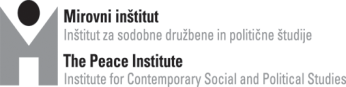 Mirovni inštitut
Inštitut za sodobne družbene in politične študije
The Peace Institute
Institute for Contemporary Social and Political Studies